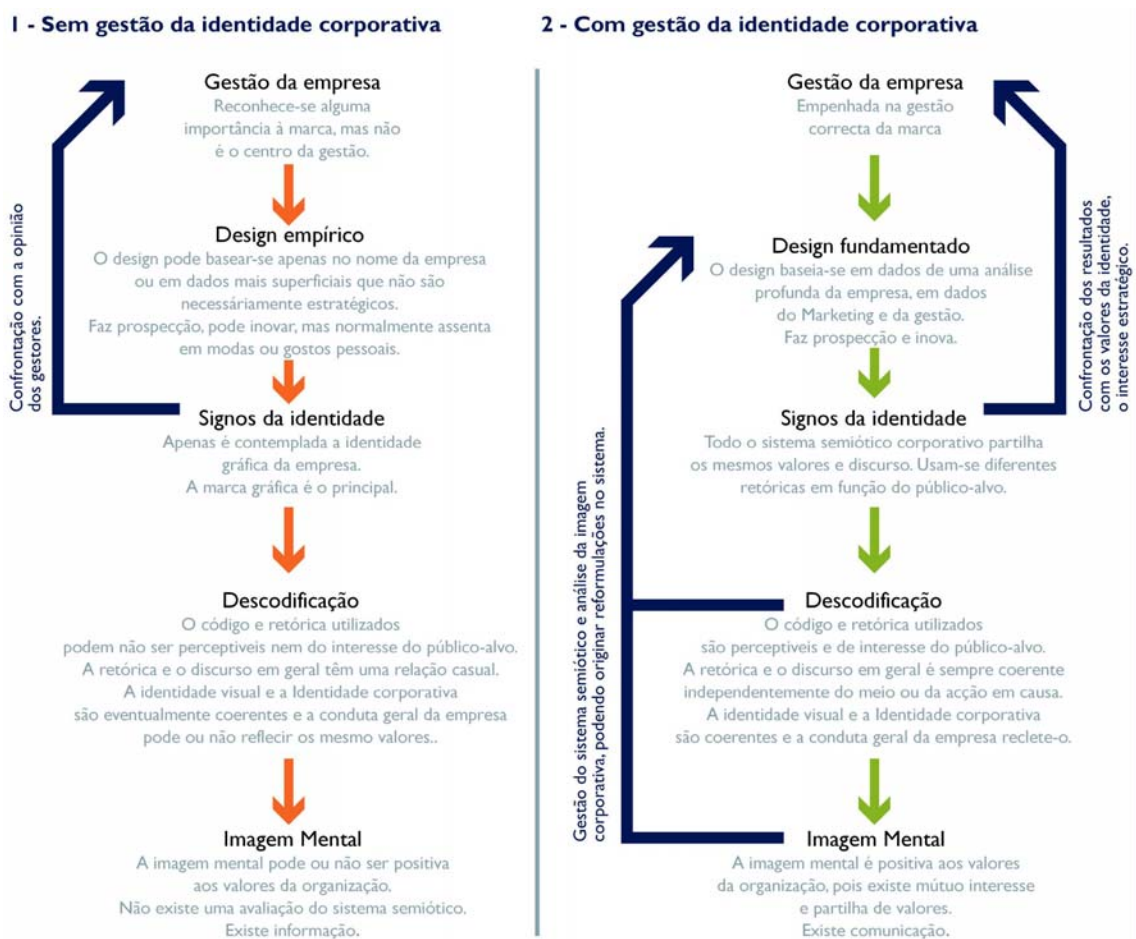 1 - Sem gestão da identidade corporativa
Gestão da empresa
Reconhece-se alguma
importância à marca, mas não
é o centro da gestão.
Design empírico
O design pode basear-se apenas no nome da empresa
ou em dados mais superficiais que não são
necessáriamente estratégicos.
Faz prospecção, pode inovar, mas normalmente assenta
em modas ou gostos pessoais.
Signos da identidade
Apenas é contemplada a identidade
gráfica da empresa.
A marca gráfica é o principal.
Descodificação
O código e retórica utilizados
podem não ser perceptiveis nem do interesse do público-alvo.
A retórica e o discurso em geral têm uma relação casual.
A identidade visual e a Identidade corporativa
são eventualmente coerentes e a conduta geral da empresa
pode ou não reflecir os mesmo valores..
Imagem Mental
A imagem mental pode ou não ser positiva
aos valores da organização.
Não existe uma avaliação do sistema semiótico.
Existe informação.
Confrontação com a opinião
dos gestores.
2 - Com gestão da identidade corporativa
Gestão da empresa
Empenhada na gestão
correcta da marca
Design fundamentado
O design baseia-se em dados de uma análise
profunda da empresa, em dados
do Marketing e da gestão.
Faz prospecção e inova.
Signos da identidade
Todo o sistema semiótico corporativo partilha
os mesmos valores e discurso. Usam-se diferentes
retóricas em função do público-alvo.
Descodificação
O código e retórica utilizados
são perceptiveis e de interesse do público-alvo.
A retórica e o discurso em geral é sempre coerente
independentemente do meio ou da acção em causa.
A identidade visual e a Identidade corporativa
são coerentes e a conduta geral da empresa reclete-o.
Imagem Mental
A imagem mental é positiva aos valores
da organização, pois existe mútuo interesse
e partilha de valores.
Existe comunicação.
Gestão do sistema semiótico e análise da imagem
corporativa, podendo originar reformulações no sistema.
Confrontação dos resultados
com os valores da identidade,
o interesse estratégico.